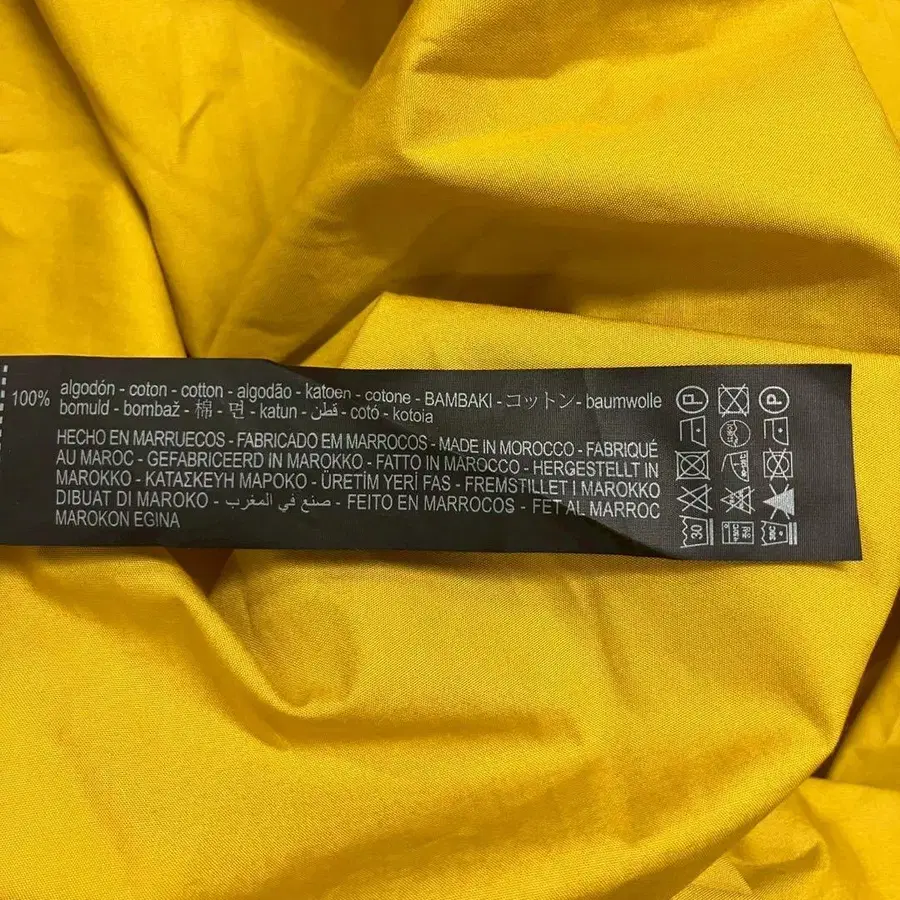 100% algodón - coton - cotton - algodão - katoen - cotone - BAMBAKI - コットン - baumwolle
bomuld - bombaž - 棉 - 면 - katun - قطن - cotó - kotoia
HECHO EN MARRUECOS - FABRICADO EM MARROCOS - MADE IN MOROCCO - FABRIQUÉ
AU MAROC - GEFABRICEERD IN MAROKKO - FATTO IN MAROCCO - HERGESTELLT IN
MAROKKO - ΚΑΤΑΣΚΕΥΗ ΜΑΡΟΚΟ - ÜRETİM YERİ FAS - FREMSTILLET I MAROKKO
DIBUAT DI MAROKO - صنع في المغرب - FEITO EN MARROCOS - FET AL MARROC
MAROKON EGINA
P
P
30